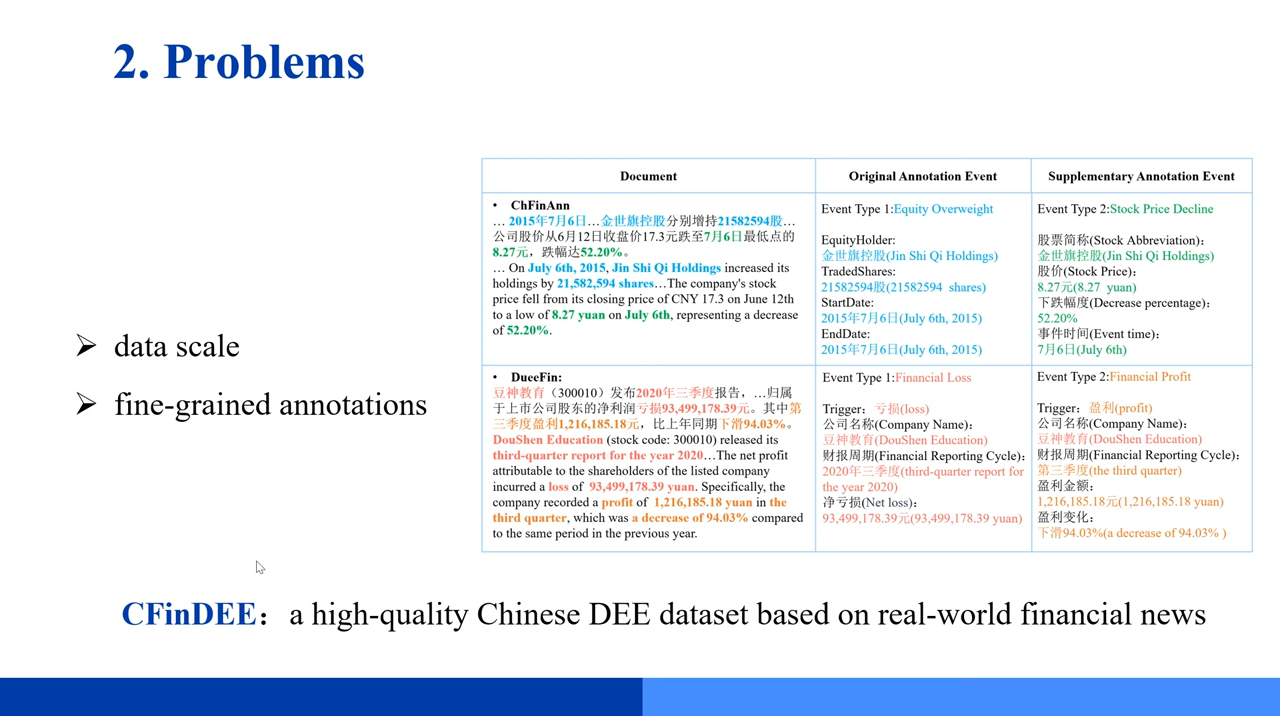 2. Problems
➢ data scale
➢ fine-grained annotations
Document
Original Annotation Event
Supplementary Annotation Event
• ChFinAnn
… 2015年7月6日…金世旗控股分别增持21582594股…
公司股价从6月12日收盘价17.3元跌至7月6日最低点的
8.27元，跌幅达52.20%。
… On July 6th, 2015, Jin Shi Qi Holdings increased its
holdings by 21,582,594 shares…The company's stock
price fell from its closing price of CNY 17.3 on June 12th
to a low of 8.27 yuan on July 6th, representing a decrease
of 52.20%.
Event Type 1:Equity Overweight
EquityHolder:
金世旗控股(Jin Shi Qi Holdings)
TradedShares:
21582594股(21582594 shares)
StartDate:
2015年7月6日(July 6th, 2015)
EndDate:
2015年7月6日(July 6th, 2015)
Event Type 2:Stock Price Decline
股票简称(Stock Abbreviation)：
金世旗控股(Jin Shi Qi Holdings)
股价(Stock Price)：
8.27元(8.27 yuan)
下跌幅度(Decrease percentage)：
52.20%
事件时间(Event time)：
7月6日(July 6th)
• DueeFin:
豆神教育（300010）发布2020年三季度报告，…归属
于上市公司股东的净利润亏损93,499,178.39元。其中第
三季度盈利1,216,185.18元，比上年同期下滑94.03%。
DouShen Education (stock code: 300010) released its
third-quarter report for the year 2020…The net profit
attributable to the shareholders of the listed company
incurred a loss of 93,499,178.39 yuan. Specifically, the
company recorded a profit of 1,216,185.18 yuan in the
third quarter, which was a decrease of 94.03% compared
to the same period in the previous year.
Event Type 1:Financial Loss
Trigger：亏损(loss)
公司名称(Company Name)：
豆神教育(DouShen Education)
财报周期(Financial Reporting Cycle)：
2020年三季度(third-quarter report for
the year 2020)
净亏损(Net loss)：
93,499,178.39元(93,499,178.39 yuan)
Event Type 2:Financial Profit
Trigger：盈利(profit)
公司名称(Company Name)：
豆神教育(DouShen Education)
财报周期(Financial Reporting Cycle)：
第三季度(the third quarter)
盈利金额：
1,216,185.18元(1,216,185.18 yuan)
盈利变化：
下滑94.03%(a decrease of 94.03% )
CFinDEE：a high-quality Chinese DEE dataset based on real-world financial news